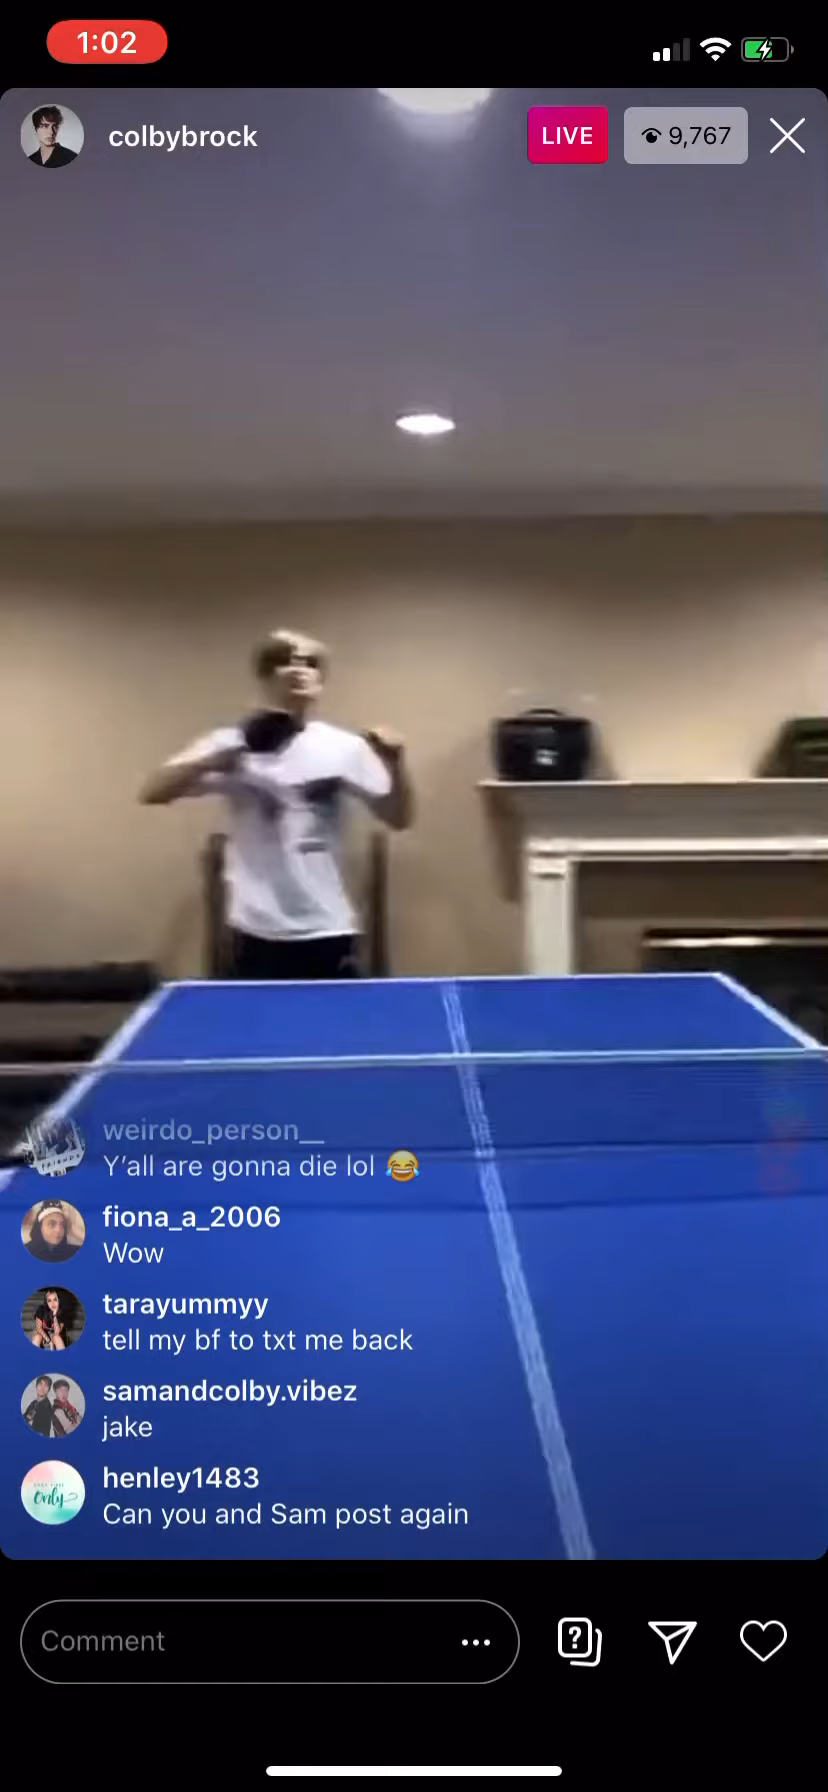 1:02
colbybrock
LIVE
9,767
weirdo_person__
Y’all are gonna die lol 😂
fiona_a_2006
Wow
tarayummyy
tell my bf to txt me back
samandcolby.vibez
jake
henley1483
Can you and Sam post again
Comment